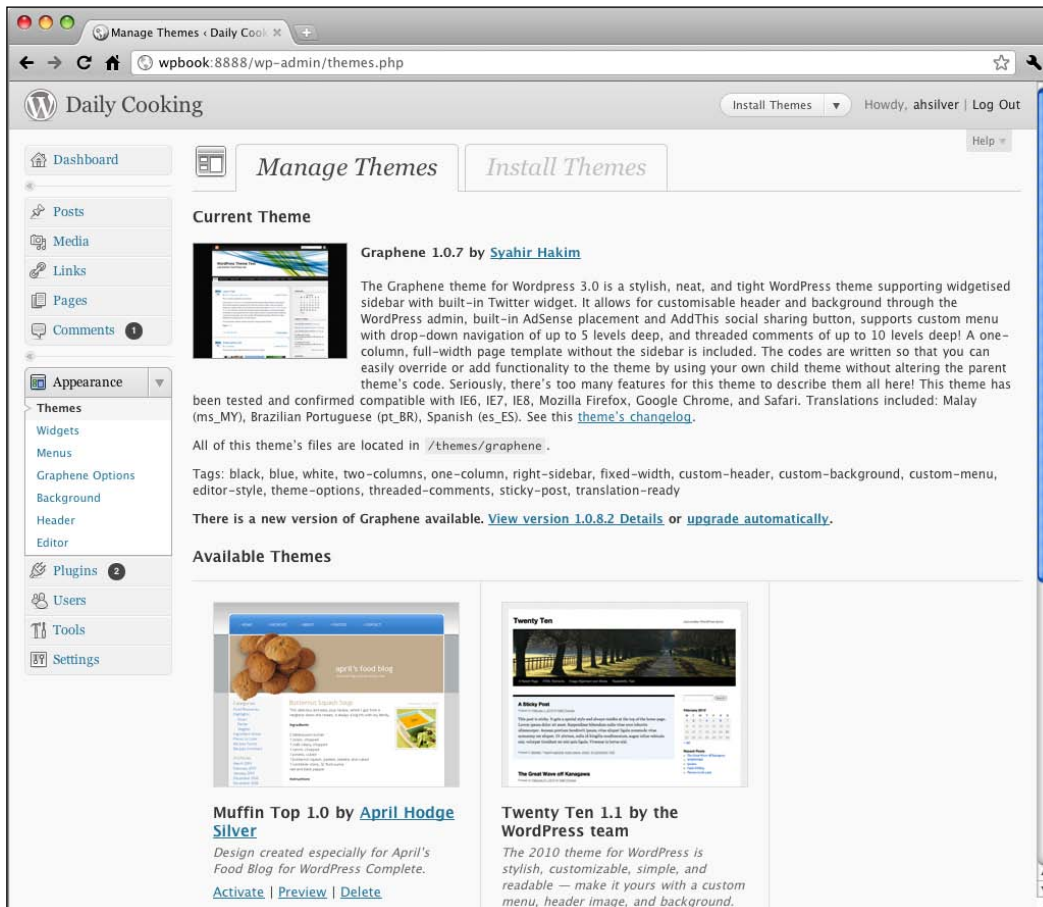 Manage Themes ‹ Daily Cook
wpbook:8888/wp-admin/themes.php
Daily Cooking
Install Themes
Howdy, ahsilver | Log Out
Help
Dashboard
Posts
Media
Links
Pages
Comments 1
Appearance
Themes
Widgets
Menus
Graphene Options
Background
Header
Editor
Plugins 2
Users
Tools
Settings
Manage Themes
Install Themes
Current Theme
Graphene 1.0.7 by Syahir Hakim
The Graphene theme for Wordpress 3.0 is a stylish, neat, and tight WordPress theme supporting widgetised
sidebar with built-in Twitter widget. It allows for customisable header and background through the
WordPress admin, built-in AdSense placement and AddThis social sharing button, supports custom menu
with drop-down navigation of up to 5 levels deep, and threaded comments of up to 10 levels deep! A one-
column, full-width page template without the sidebar is included. The codes are written so that you can
easily override or add functionality to the theme by using your own child theme without altering the parent
theme's code. Seriously, there's too many features for this theme to describe them all here! This theme has
been tested and confirmed compatible with IE6, IE7, IE8, Mozilla Firefox, Google Chrome, and Safari. Translations included: Malay
(ms_MY), Brazilian Portuguese (pt_BR), Spanish (es_ES). See this theme's changelog.
All of this theme's files are located in /themes/graphene .
Tags: black, blue, white, two-columns, one-column, right-sidebar, fixed-width, custom-header, custom-background, custom-menu,
editor-style, theme-options, threaded-comments, sticky-post, translation-ready
There is a new version of Graphene available. View version 1.0.8.2 Details or upgrade automatically.
Available Themes
april's food blog
Butternut Squash Soup
Muffin Top 1.0 by April Hodge
Silver
Design created especially for April's
Food Blog for WordPress Complete.
Activate | Preview | Delete
Twenty Ten
A Sticky Post
The Great Wave off Kanagawa
Twenty Ten 1.1 by the
WordPress team
The 2010 theme for WordPress is
stylish, customizable, simple, and
readable — make it yours with a custom
menu, header image, and background.